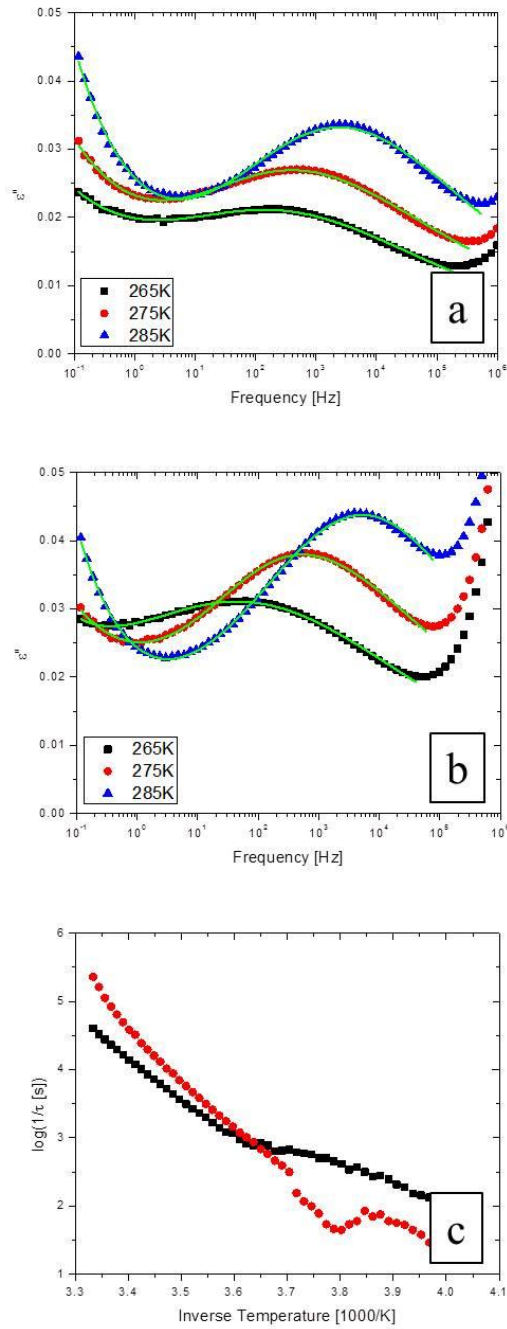 0.05
0.04
0.03
ε"
0.02
0.01
0.00
265K
275K
285K
a
10⁻¹ 10⁰ 10¹ 10² 10³ 10⁴ 10⁵ 10⁶
Frequency [Hz]
0.05
0.04
0.03
ε"
0.02
0.01
0.00
265K
275K
285K
b
10⁻¹ 10⁰ 10¹ 10² 10³ 10⁴ 10⁵ 10⁶
Frequency [Hz]
6
5
4
log(1/τ [s])
3
2
1
c
3.3 3.4 3.5 3.6 3.7 3.8 3.9 4.0 4.1
Inverse Temperature [1000/K]